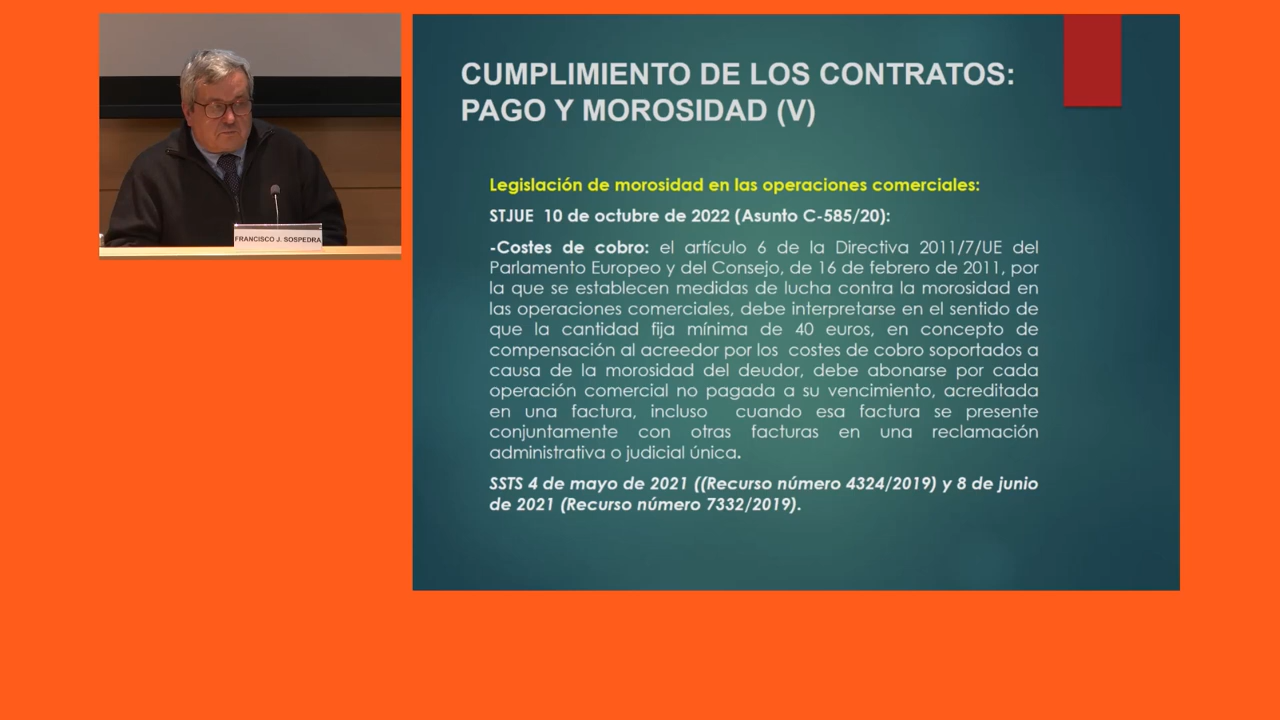 FRANCISCO J. SOSPEDRA
CUMPLIMIENTO DE LOS CONTRATOS:
PAGO Y MOROSIDAD (V)
Legislación de morosidad en las operaciones comerciales:
STJUE 10 de octubre de 2022 (Asunto C-585/20):
-Costes de cobro: el artículo 6 de la Directiva 2011/7/UE del
Parlamento Europeo y del Consejo, de 16 de febrero de 2011, por
la que se establecen medidas de lucha contra la morosidad en
las operaciones comerciales, debe interpretarse en el sentido de
que la cantidad fija mínima de 40 euros, en concepto de
compensación al acreedor por los costes de cobro soportados a
causa de la morosidad del deudor, debe abonarse por cada
operación comercial no pagada a su vencimiento, acreditada
en una factura, incluso cuando esa factura se presente
conjuntamente con otras facturas en una reclamación
administrativa o judicial única.
SSTS 4 de mayo de 2021 ((Recurso número 4324/2019) y 8 de junio
de 2021 (Recurso número 7332/2019).